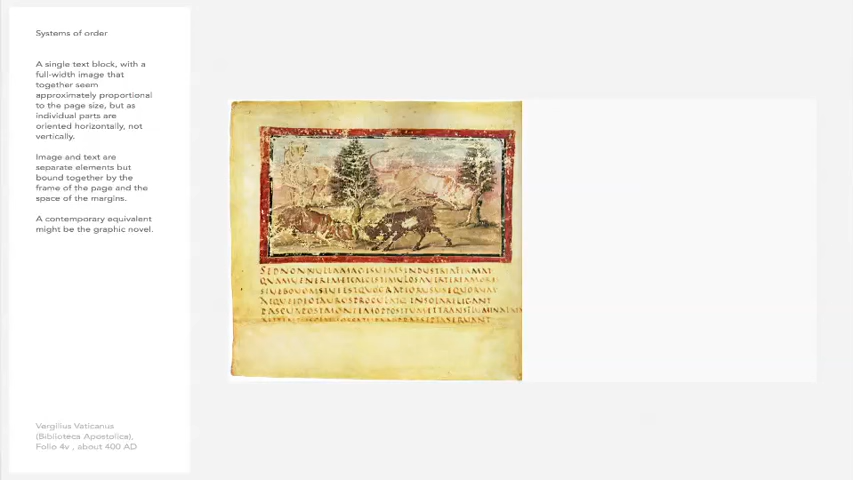 Systems of order
A single text block, with a
full-width image that
together seem
approximately proportional
to the page size, but as
individual parts are
oriented horizontally, not
vertically.
Image and text are
separate elements but
bound together by the
frame of the page and the
space of the margins.
A contemporary equivalent
might be the graphic novel.
SEDNONULLAMAGISUIRISINDUSTRIAFIRMAT
Vergilius Vaticanus
(Biblioteca Apostolica),
Folio 4v , about 400 AD